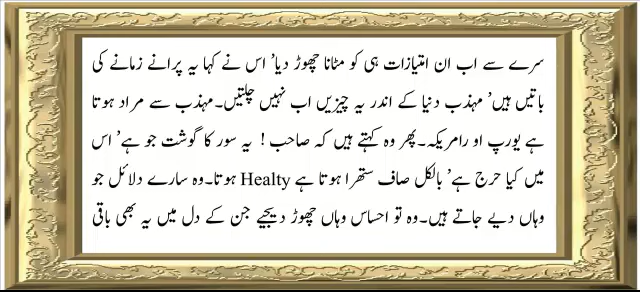 سرے سے اب ان امتیازات ہی کو مٹانا چھوڑ دیا’ اس نے کہا یہ پرانے زمانے کی
باتیں ہیں’ مہذب دنیا کے اندر یہ چیزیں اب نہیں چلتیں۔مہذب سے مراد ہوتا
ہے یورپ او رامریکہ۔پھر وہ کہتے ہیں کہ صاحب ! یہ سور کا گوشت جو ہے’ اس
میں کیا حرج ہے’ بالکل صاف ستھرا ہوتا ہے Healty ہوتا۔وہ سارے دلائل جو
وہاں دیے جاتے ہیں۔وہ تو احساس وہاں چھوڑ دیجیے جن کے دل میں یہ بھی باقی